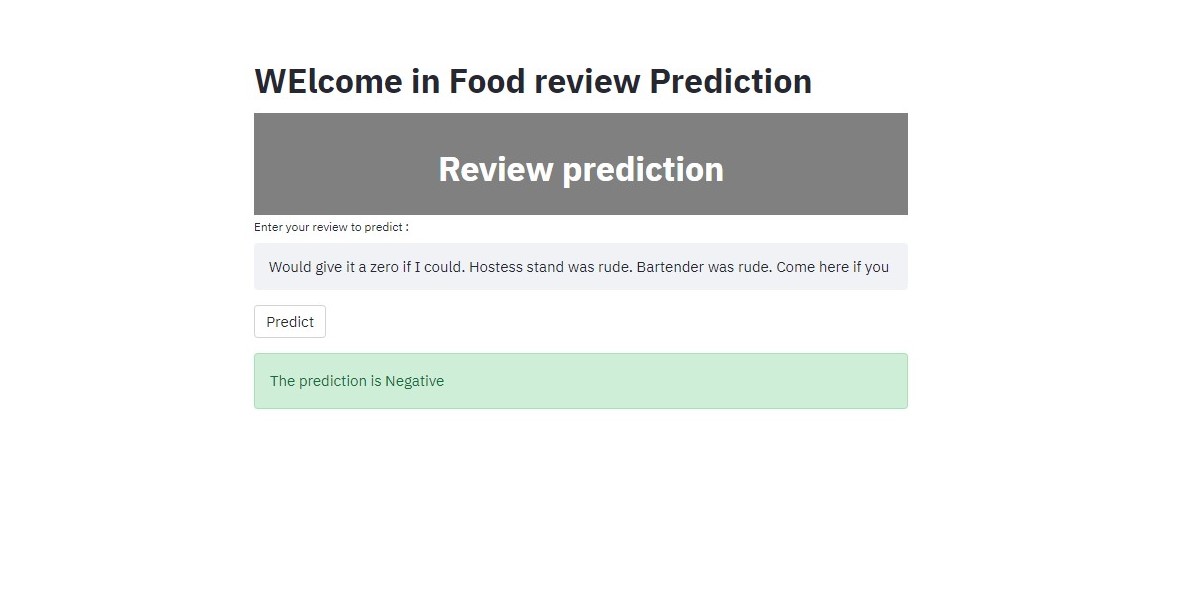 WElcome in Food review Prediction
Review prediction
Enter your review to predict :
Would give it a zero if I could. Hostess stand was rude. Bartender was rude. Come here if you
Predict
The prediction is Negative